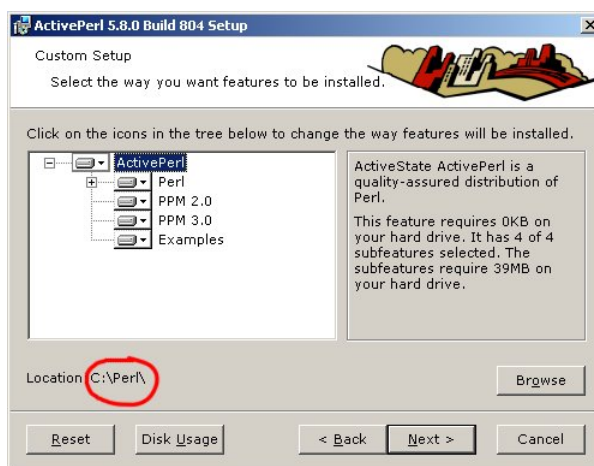 ActivePerl 5.8.0 Build 804 Setup
Custom Setup
Select the way you want features to be installed.
Click on the icons in the tree below to change the way features will be installed.
ActivePerl
Perl
PPM 2.0
PPM 3.0
Examples
ActiveState ActivePerl is a
quality-assured distribution of
Perl.
This feature requires 0KB on
your hard drive. It has 4 of 4
subfeatures selected. The
subfeatures require 39MB on
your hard drive.
Location C:\Perl\
Browse
Reset
Disk Usage
< Back
Next >
Cancel